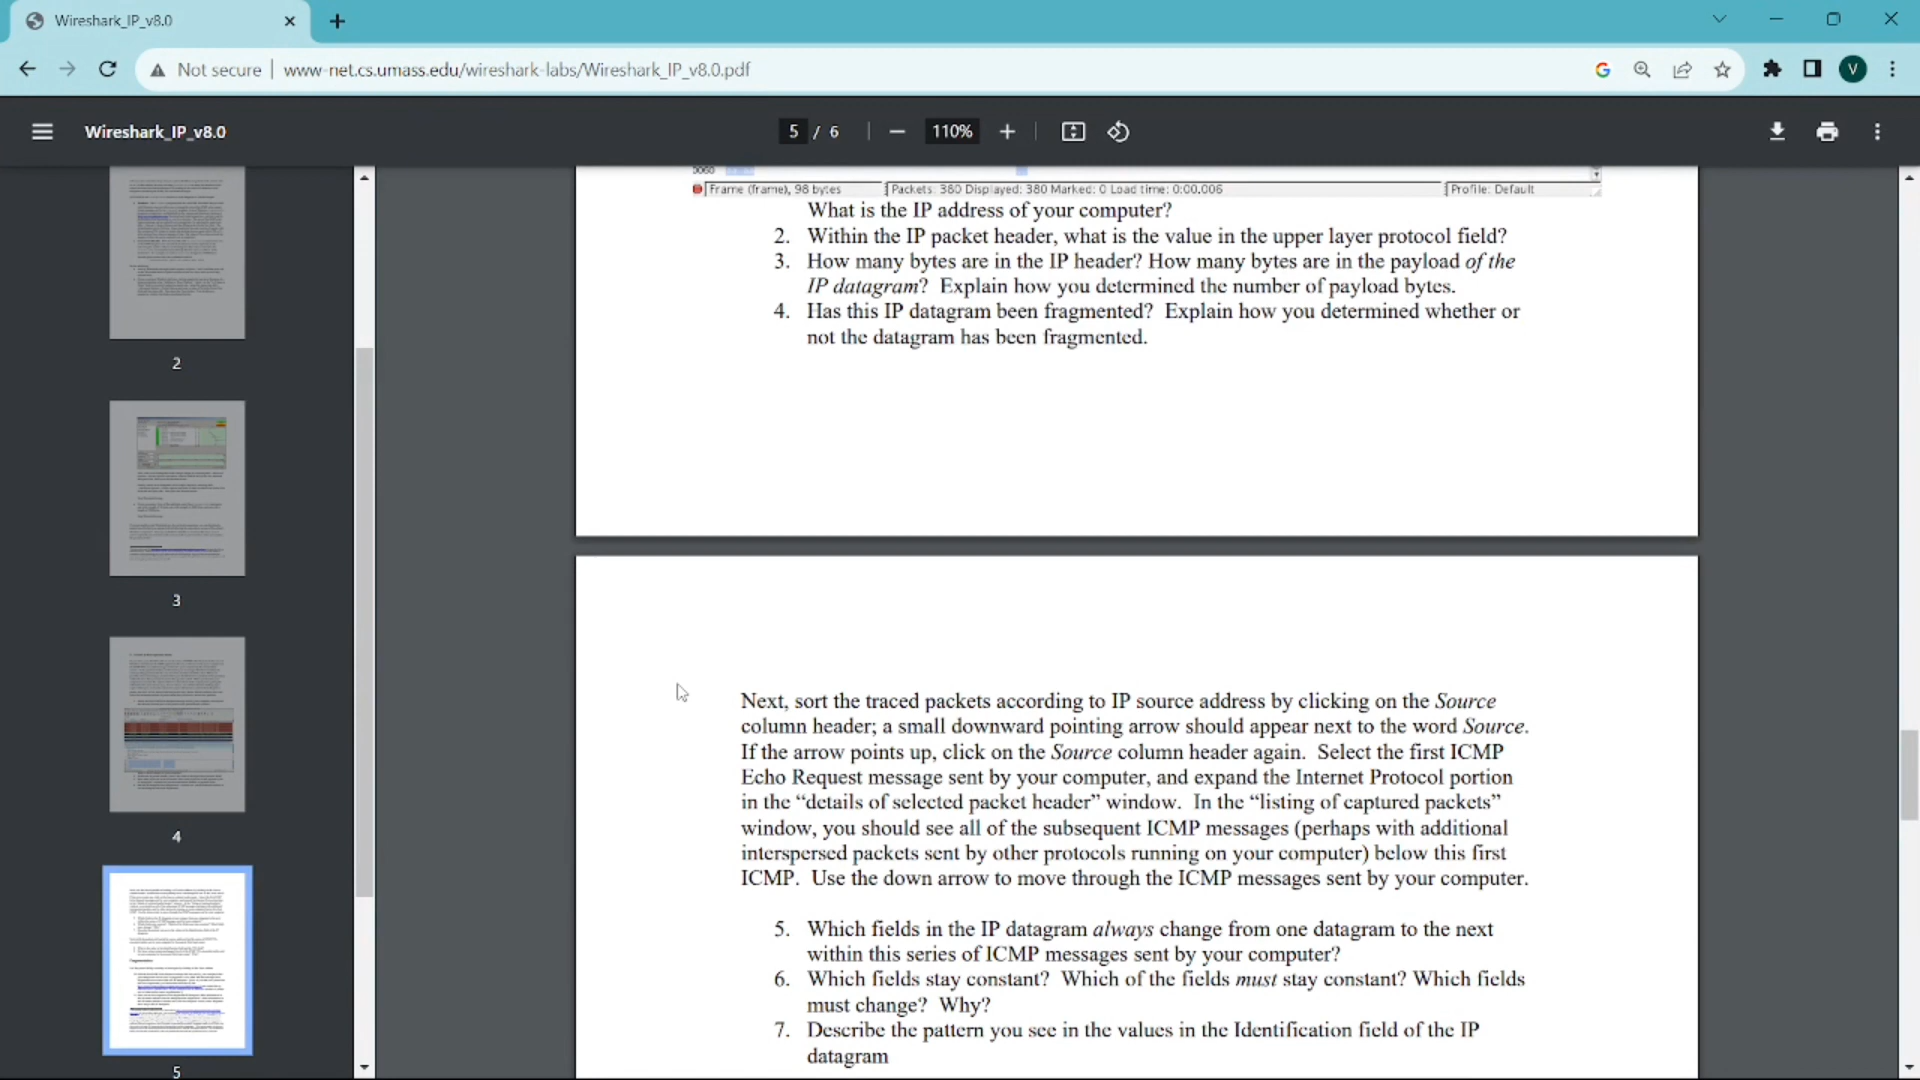 Wireshark_IP_v8.0
Not secure
www-net.cs.umass.edu/wireshark-labs/Wireshark_IP_v8.0.pdf
V
Wireshark_IP_v8.0
5 / 6
110%
2
3
4
5
0060
Frame (frame), 98 bytes
Packets: 380 Displayed: 380 Marked: 0 Load time: 0:00.006
Profile: Default
What is the IP address of your computer?
2. Within the IP packet header, what is the value in the upper layer protocol field?
3. How many bytes are in the IP header? How many bytes are in the payload of the
IP datagram? Explain how you determined the number of payload bytes.
4. Has this IP datagram been fragmented? Explain how you determined whether or
not the datagram has been fragmented.
Next, sort the traced packets according to IP source address by clicking on the Source
column header; a small downward pointing arrow should appear next to the word Source.
If the arrow points up, click on the Source column header again. Select the first ICMP
Echo Request message sent by your computer, and expand the Internet Protocol portion
in the “details of selected packet header” window. In the “listing of captured packets”
window, you should see all of the subsequent ICMP messages (perhaps with additional
interspersed packets sent by other protocols running on your computer) below this first
ICMP. Use the down arrow to move through the ICMP messages sent by your computer.
5. Which fields in the IP datagram always change from one datagram to the next
within this series of ICMP messages sent by your computer?
6. Which fields stay constant? Which of the fields must stay constant? Which fields
must change? Why?
7. Describe the pattern you see in the values in the Identification field of the IP
datagram